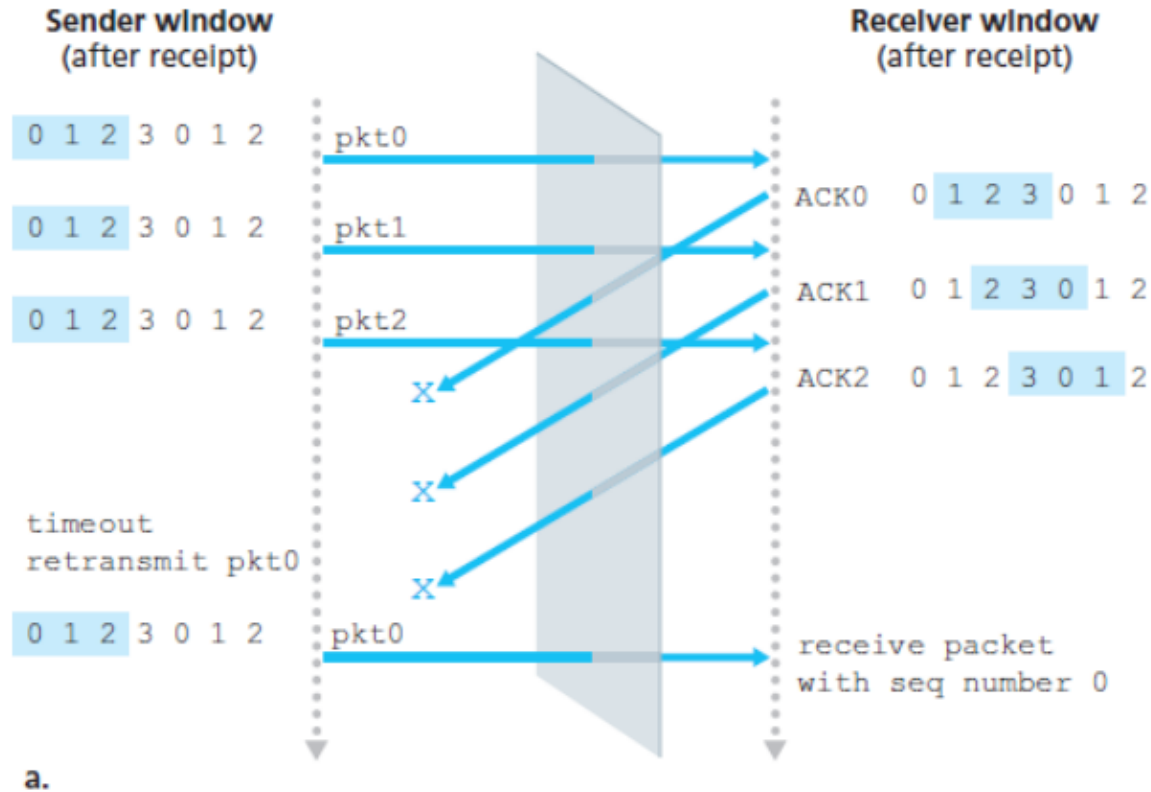 Sender window
(after receipt)
Receiver window
(after receipt)
0 1 2 3 0 1 2
pkt0
ACK0 0 1 2 3 0 1 2
0 1 2 3 0 1 2
pkt1
ACK1 0 1 2 3 0 1 2
0 1 2 3 0 1 2
pkt2
ACK2 0 1 2 3 0 1 2
x
x
timeout
retransmit pkt0
x
0 1 2 3 0 1 2
pkt0
receive packet
with seq number 0
a.